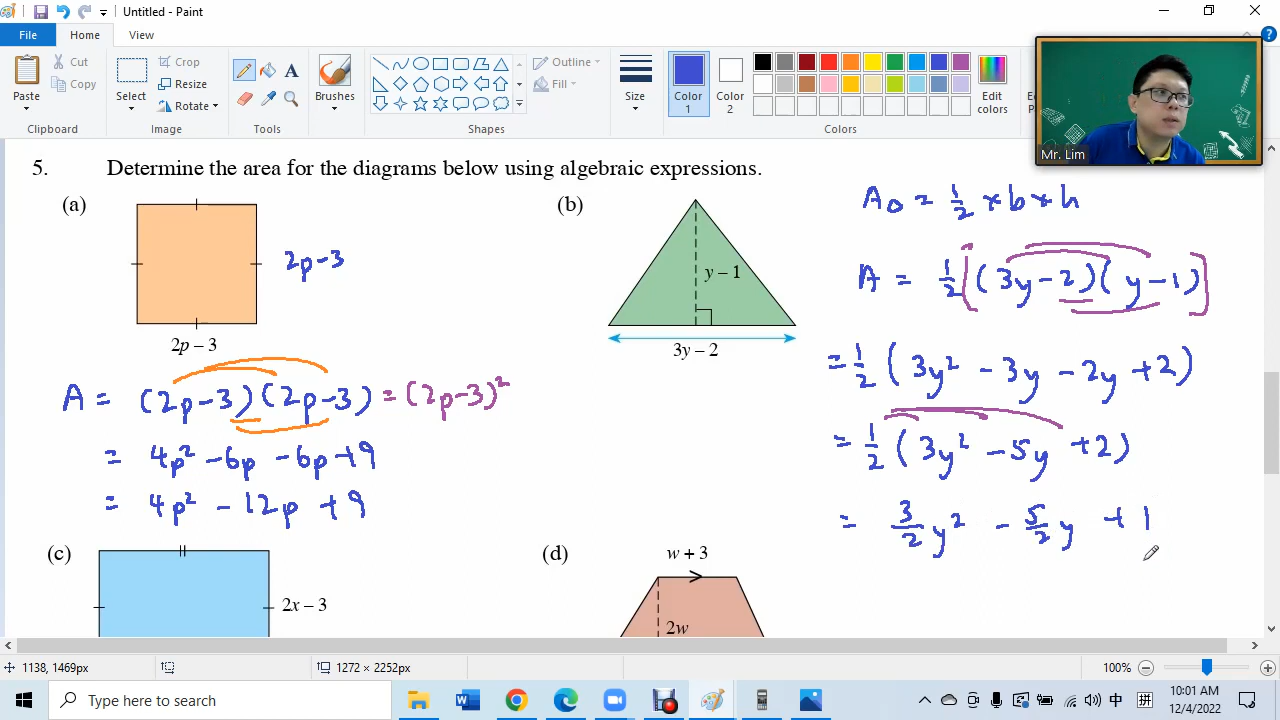 Untitled - Paint
File Home View
Paste Cut Copy Clipboard
Select Crop Resize Rotate Image
Tools
Brushes
Shapes
Outline Fill
Size
Color 1 Color 2 Edit colors
Colors
Mr. Lim
5. Determine the area for the diagrams below using algebraic expressions.
(a) 2p-3
2p – 3
A = (2p-3)(2p-3) = (2p-3)²
= 4p² -6p -6p +9
= 4p² - 12p +9
(b) y – 1
3y – 2
A△ = ½ × b × h
A = ½ [(3y-2)(y-1)]
= ½ (3y² - 3y - 2y +2)
= ½ (3y² - 5y +2)
= 3/2 y² - 5/2 y + 1
(c) 2x – 3
(d) w + 3
2w
1138, 1469px 1272 × 2252px 100%
Type here to search
中 拼 10:01 AM
12/4/2022